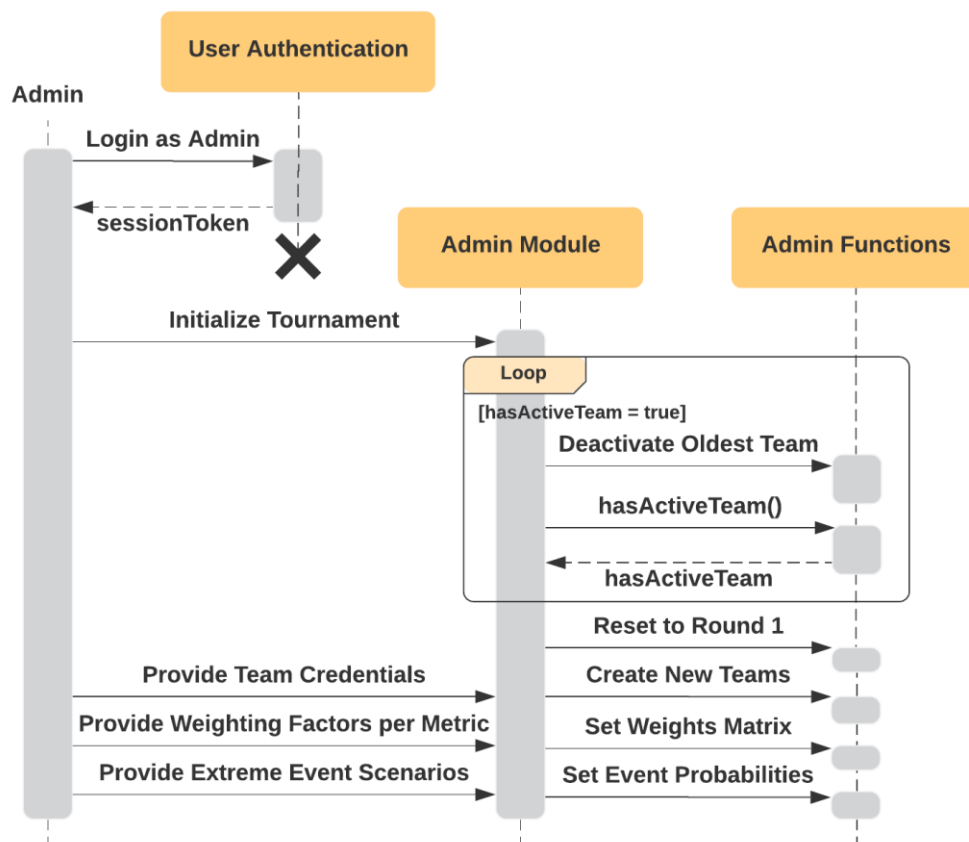 User Authentication
Admin
Login as Admin
sessionToken
Admin Module
Admin Functions
Initialize Tournament
Loop
[hasActiveTeam = true]
Deactivate Oldest Team
hasActiveTeam()
hasActiveTeam
Reset to Round 1
Provide Team Credentials
Create New Teams
Provide Weighting Factors per Metric
Set Weights Matrix
Provide Extreme Event Scenarios
Set Event Probabilities